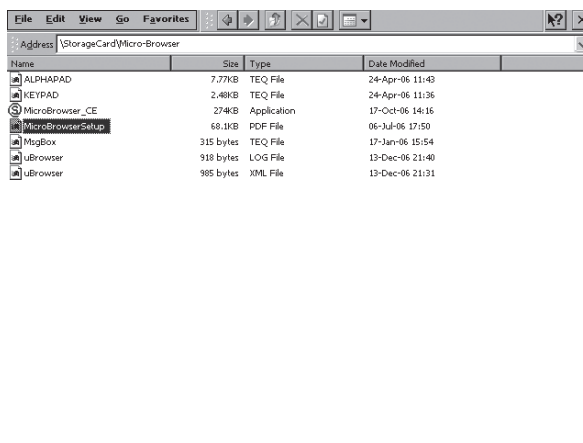 File Edit View Go Favorites
Address \StorageCard\Micro-Browser
Name Size Type Date Modified
ALPHAPAD 7.77KB TEQ File 24-Apr-06 11:43
KEYPAD 2.48KB TEQ File 24-Apr-06 11:36
MicroBrowser_CE 274KB Application 17-Oct-06 14:16
MicroBrowserSetup 68.1KB PDF File 06-Jul-06 17:50
MsgBox 315 bytes TEQ File 17-Jan-06 15:54
uBrowser 918 bytes LOG File 13-Dec-06 21:40
uBrowser 985 bytes XML File 13-Dec-06 21:31